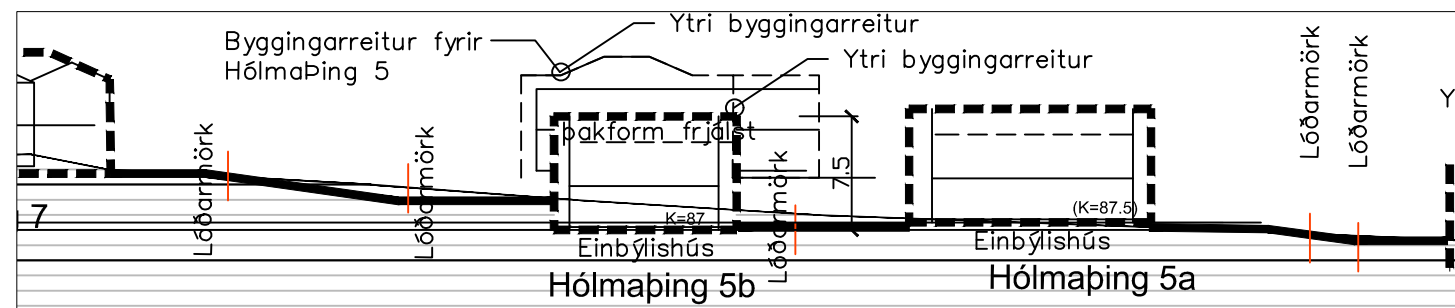 Ytri byggingarreitur
Byggingarreitur fyrir
HólmaÞing 5
Ytri byggingarreitur
þakform frjálst
Lóðarmörk
Lóðarmörk
Lóðarmörk
Lóðarmörk
Lóðarmörk
7.5
7
K=87
(K=87.5)
Einbýlishús
Einbýlishús
Hólmaþing 5b
Hólmaþing 5a
Y